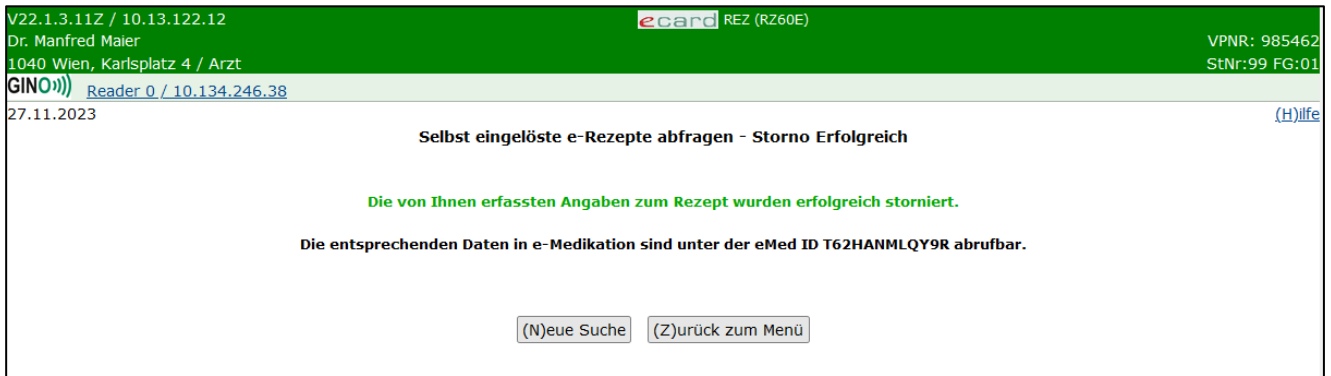 V22.1.3.11Z / 10.13.122.12 ecard REZ (RZ60E)
Dr. Manfred Maier VPNR: 985462
1040 Wien, Karlsplatz 4 / Arzt StNr:99 FG:01
GINO Reader 0 / 10.134.246.38
27.11.2023 (H)ilfe
Selbst eingelöste e-Rezepte abfragen - Storno Erfolgreich
Die von Ihnen erfassten Angaben zum Rezept wurden erfolgreich storniert.
Die entsprechenden Daten in e-Medikation sind unter der eMed ID T62HANMLQY9R abrufbar.
(N)eue Suche (Z)urück zum Menü